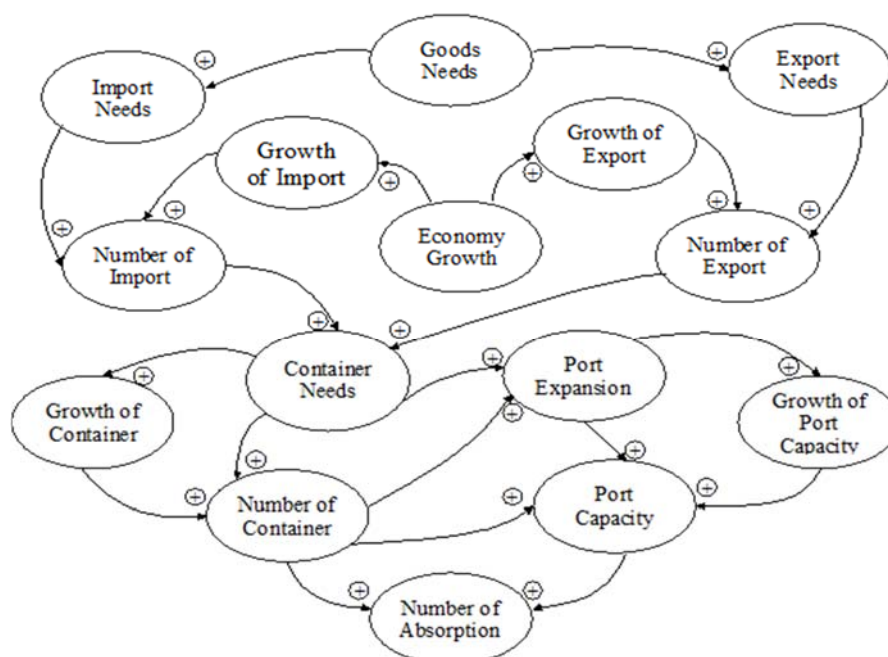 Goods
Needs
Import
Needs
Export
Needs
Growth
of Import
Growth of
Export
Economy
Growth
Number of
Import
Number of
Export
Container
Needs
Port
Expansion
Growth of
Container
Growth of
Port
Capacity
Number of
Container
Port
Capacity
Number of
Absorption